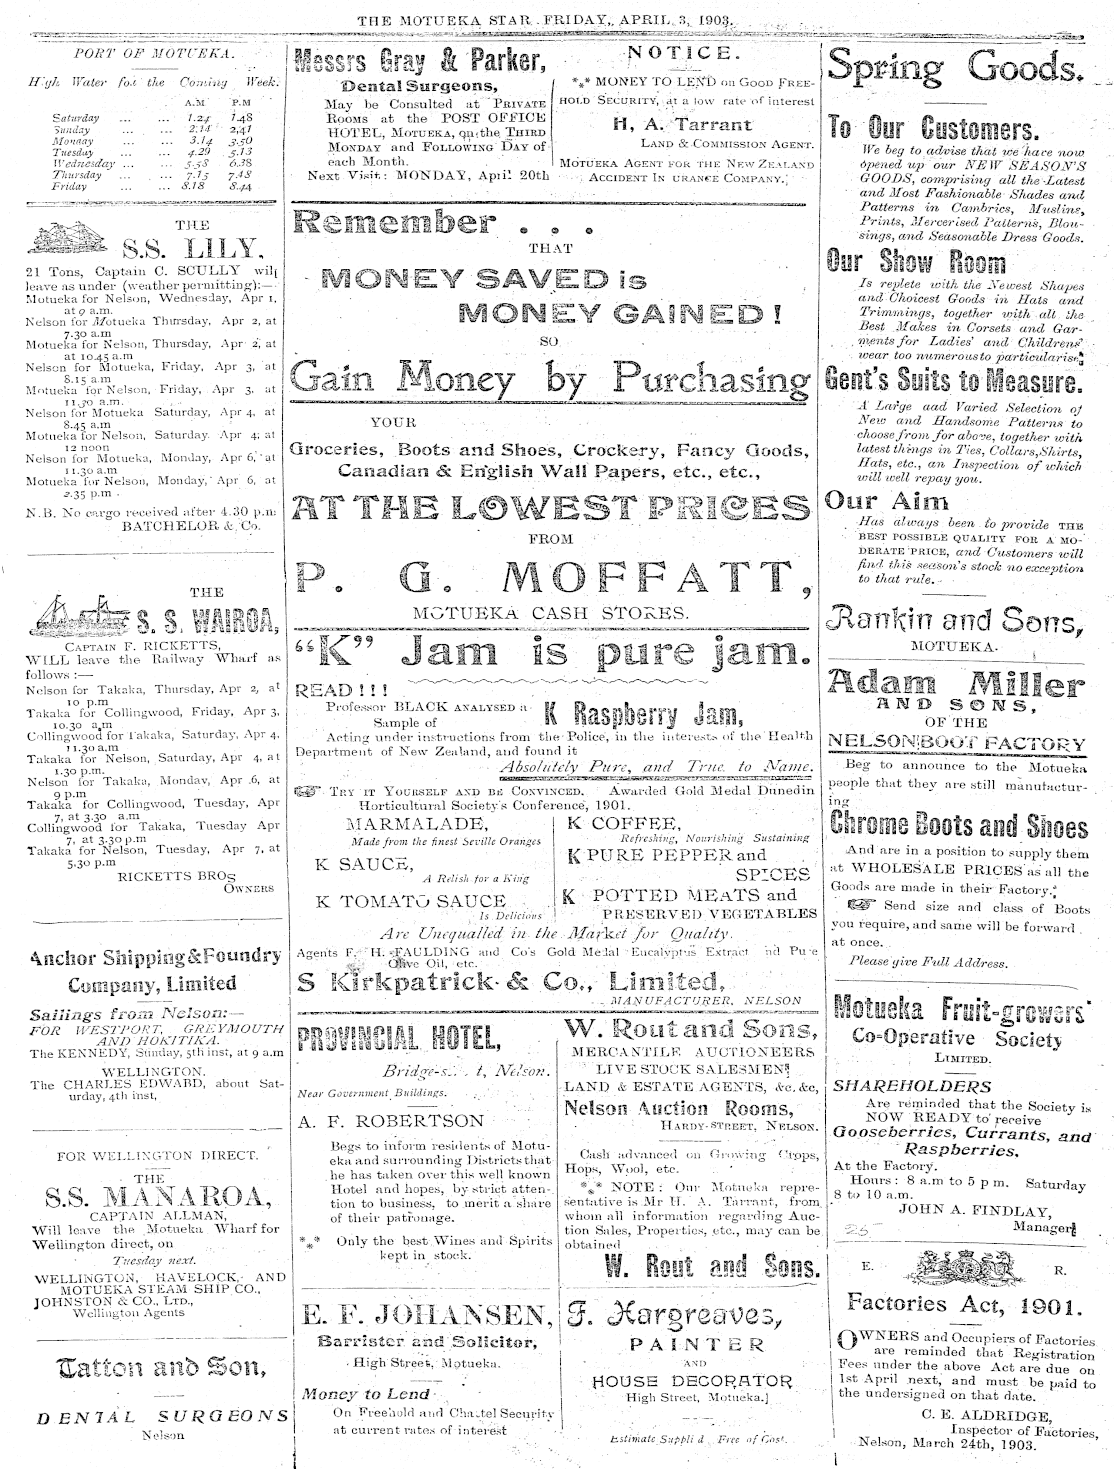 THE MOTUEKA STAR FRIDAY, APRIL 3, 1903.
PORT OF MOTUEKA.
High Water for the Coming Week.
A.M P.M
Saturday ... ... 1.24 1.48
Sunday ... ... 2.14 2.41
Monday ... ... 3.14 3.50
Tuesday ... ... 4.29 5.13
Wednesday ... ... 5.58 6.38
Thursday ... ... 7.15 7.48
Friday ... ... 8.18 8.44
THE
S.S. LILY,
21 Tons, Captain C. SCULLY will
leave as under (weather permitting):—
Motueka for Nelson, Wednesday, Apr 1,
at 9 a.m.
Nelson for Motueka Thursday, Apr 2, at
7.30 a.m
Motueka for Nelson, Thursday, Apr 2, at
at 10.45 a.m
Nelson for Motueka, Friday, Apr 3, at
8.15 a.m
Motueka for Nelson, Friday, Apr 3, at
11.30 a.m.
Nelson for Motueka Saturday, Apr 4, at
8.45 a.m
Motueka for Nelson, Saturday. Apr 4, at
12 noon
Nelson for Motueka, Monday, Apr 6, at
11.30 a.m
Motueka for Nelson, Monday, Apr 6, at
2.35 p.m.
N.B. No cargo received after 4.30 p.m.
BATCHELOR & Co.
THE
S. S. WAIROA,
CAPTAIN F. RICKETTS,
WILL leave the Railway Wharf as
follows :—
Nelson for Takaka, Thursday, Apr 2, at
10 p.m
Takaka for Collingwood, Friday, Apr 3,
10.30 a.m
Collingwood for Takaka, Saturday, Apr 4,
11.30 a.m
Takaka for Nelson, Saturday, Apr 4, at
1.30 p.m.
Nelson for Takaka, Monday, Apr .6, at
9 p.m
Takaka for Collingwood, Tuesday, Apr
7, at 3.30 a.m
Collingwood for Takaka, Tuesday Apr
7, at 3.30 p.m
Takaka for Nelson, Tuesday, Apr 7, at
5.30 p.m
RICKETTS BROS
OWNERS
Anchor Shipping & Foundry
Company, Limited
Sailings from Nelson:—
FOR WESTPORT, GREYMOUTH
AND HOKITIKA.
The KENNEDY, Sunday, 5th inst, at 9 a.m
WELLINGTON.
The CHARLES EDWARD, about Sat-
urday, 4th inst,
FOR WELLINGTON DIRECT.
THE
S.S. MANAROA,
CAPTAIN ALLMAN,
Will leave the Motueka Wharf for
Wellington direct, on
Tuesday next.
WELLINGTON, HAVELOCK, AND
MOTUEKA STEAM SHIP CO.,
JOHNSTON & CO., LTD.,
Wellington Agents
Tatton and Son,
DENTAL SURGEONS
Nelson
Messrs Gray & Parker,
Dental Surgeons,
May be Consulted at PRIVATE
ROOMS at the POST OFFICE
HOTEL, MOTUEKA, on the THIRD
MONDAY and FOLLOWING DAY of
each Month.
Next Visit: MONDAY, April 20th
NOTICE.
*** MONEY TO LEND on GOOD FREE-
HOLD SECURITY, at a low rate of interest
H, A. Tarrant
LAND & COMMISSION AGENT.
MOTUEKA AGENT FOR THE NEW ZEALAND
ACCIDENT IN URANCE COMPANY.
Remember . . .
THAT
MONEY SAVED is
MONEY GAINED!
SO
Gain Money by Purchasing
YOUR
Groceries, Boots and Shoes, Crockery, Fancy Goods,
Canadian & English Wall Papers, etc., etc.,
AT THE LOWEST PRICES
FROM
P. G. MOFFATT,
MOTUEKA CASH STORES.
"K" Jam is pure jam.
READ!!!
Professor BLACK ANALYSED a
Sample of
K Raspberry Jam,
Acting under instructions from the Police, in the interests of the Health
Department of New Zealand, and found it
Absolutely Pure, and True to Name.
TRY IT YOURSELF AND BE CONVINCED. Awarded Gold Medal Dunedin
Horticultural Society's Conference, 1901.
MARMALADE,
Made from the finest Seville Oranges
K SAUCE,
A Relish for a King
K TOMATO SAUCE
Is Delicious
K COFFEE,
Refreshing, Nourishing Sustaining
K PURE PEPPER and
SPICES
K POTTED MEATS and
PRESERVED VEGETABLES
Are Unequalled in the Market for Quality.
Agents F. H. FAULDING and Co's Gold Medal Eucalyptus Extract nd Pure
Olive Oil, etc.
S Kirkpatrick & Co., Limited,
MANUFACTURER, NELSON
PROVINCIAL HOTEL,
Bridge-s t, Nelson.
Near Government Buildings.
A. F. ROBERTSON
Begs to inform residents of Motu-
eka and surrounding Districts that
he has taken over this well known
Hotel and hopes, by strict atten-
tion to business, to merit a share
of their patronage.
*** Only the best Wines and Spirits
kept in stock.
W. Rout and Sons,
MERCANTILE AUCTIONEERS
LIVE STOCK SALESMEN
LAND & ESTATE AGENTS, &c. &c,
Nelson Auction Rooms,
HARDY-STREET, NELSON.
Cash advanced on Growing Crops,
Hops, Wool, etc.
*** NOTE: Our Motueka repre-
sentative is Mr H. A. Tarrant, from
whom all information regarding Auc-
tion Sales, Properties, etc., may can be
obtained
W. Rout and Sons.
E. F. JOHANSEN,
Barrister and Solicitor,
High Street, Motueka.
Money to Lend
On Freehold and Chattel Security
at current rates of interest
J. Hargreaves,
PAINTER
AND
HOUSE DECORATOR
High Street, Motueka.]
Estimate Suppli d Free of Cost.
Spring Goods.
To Our Customers.
We beg to advise that we have now
opened up our NEW SEASON'S
GOODS, comprising all the Latest
and Most Fashionable Shades and
Patterns in Cambrics, Muslins,
Prints, Mercerised Patterns, Blou-
sings, and Seasonable Dress Goods.
Our Show Room
Is replete with the Newest Shapes
and Choicest Goods in Hats and
Trimmings, together with all the
Best Makes in Corsets and Gar-
ments for Ladies' and Childrens'
wear too numerous to particularise.
Gent's Suits to Measure.
A Large aad Varied Selection of
New and Handsome Patterns to
choose from for above, together with
latest things in Ties, Collars, Shirts,
Hats, etc., an Inspection of which
will well repay you.
Our Aim
Has always been to provide THE
BEST POSSIBLE QUALITY FOR A MO-
DERATE PRICE, and Customers will
find this season's stock no exception
to that rule.
Rankin and Sons,
MOTUEKA.
Adam Miller
AND SONS,
OF THE
NELSON BOOT FACTORY
Beg to announce to the Motueka
people that they are still manufactur-
ing
Chrome Boots and Shoes
And are in a position to supply them
at WHOLESALE PRICES as all the
Goods are made in their Factory.
Send size and class of Boots
you require, and same will be forward
at once.
Please give Full Address.
Motueka Fruit-growers'
Co-Operative Society
LIMITED.
SHAREHOLDERS
Are reminded that the Society is
NOW READY to receive
Gooseberries, Currants, and
Raspberries,
At the Factory.
Hours: 8 a.m to 5 p m. Saturday
8 to 10 a.m.
JOHN A. FINDLAY,
Manager
25
E. R.
Factories Act, 1901.
OWNERS and Occupiers of Factories
are reminded that Registration
Fees under the above Act are due on
1st April next, and must be paid to
the undersigned on that date.
C. E. ALDRIDGE,
Inspector of Factories,
Nelson, March 24th, 1903.